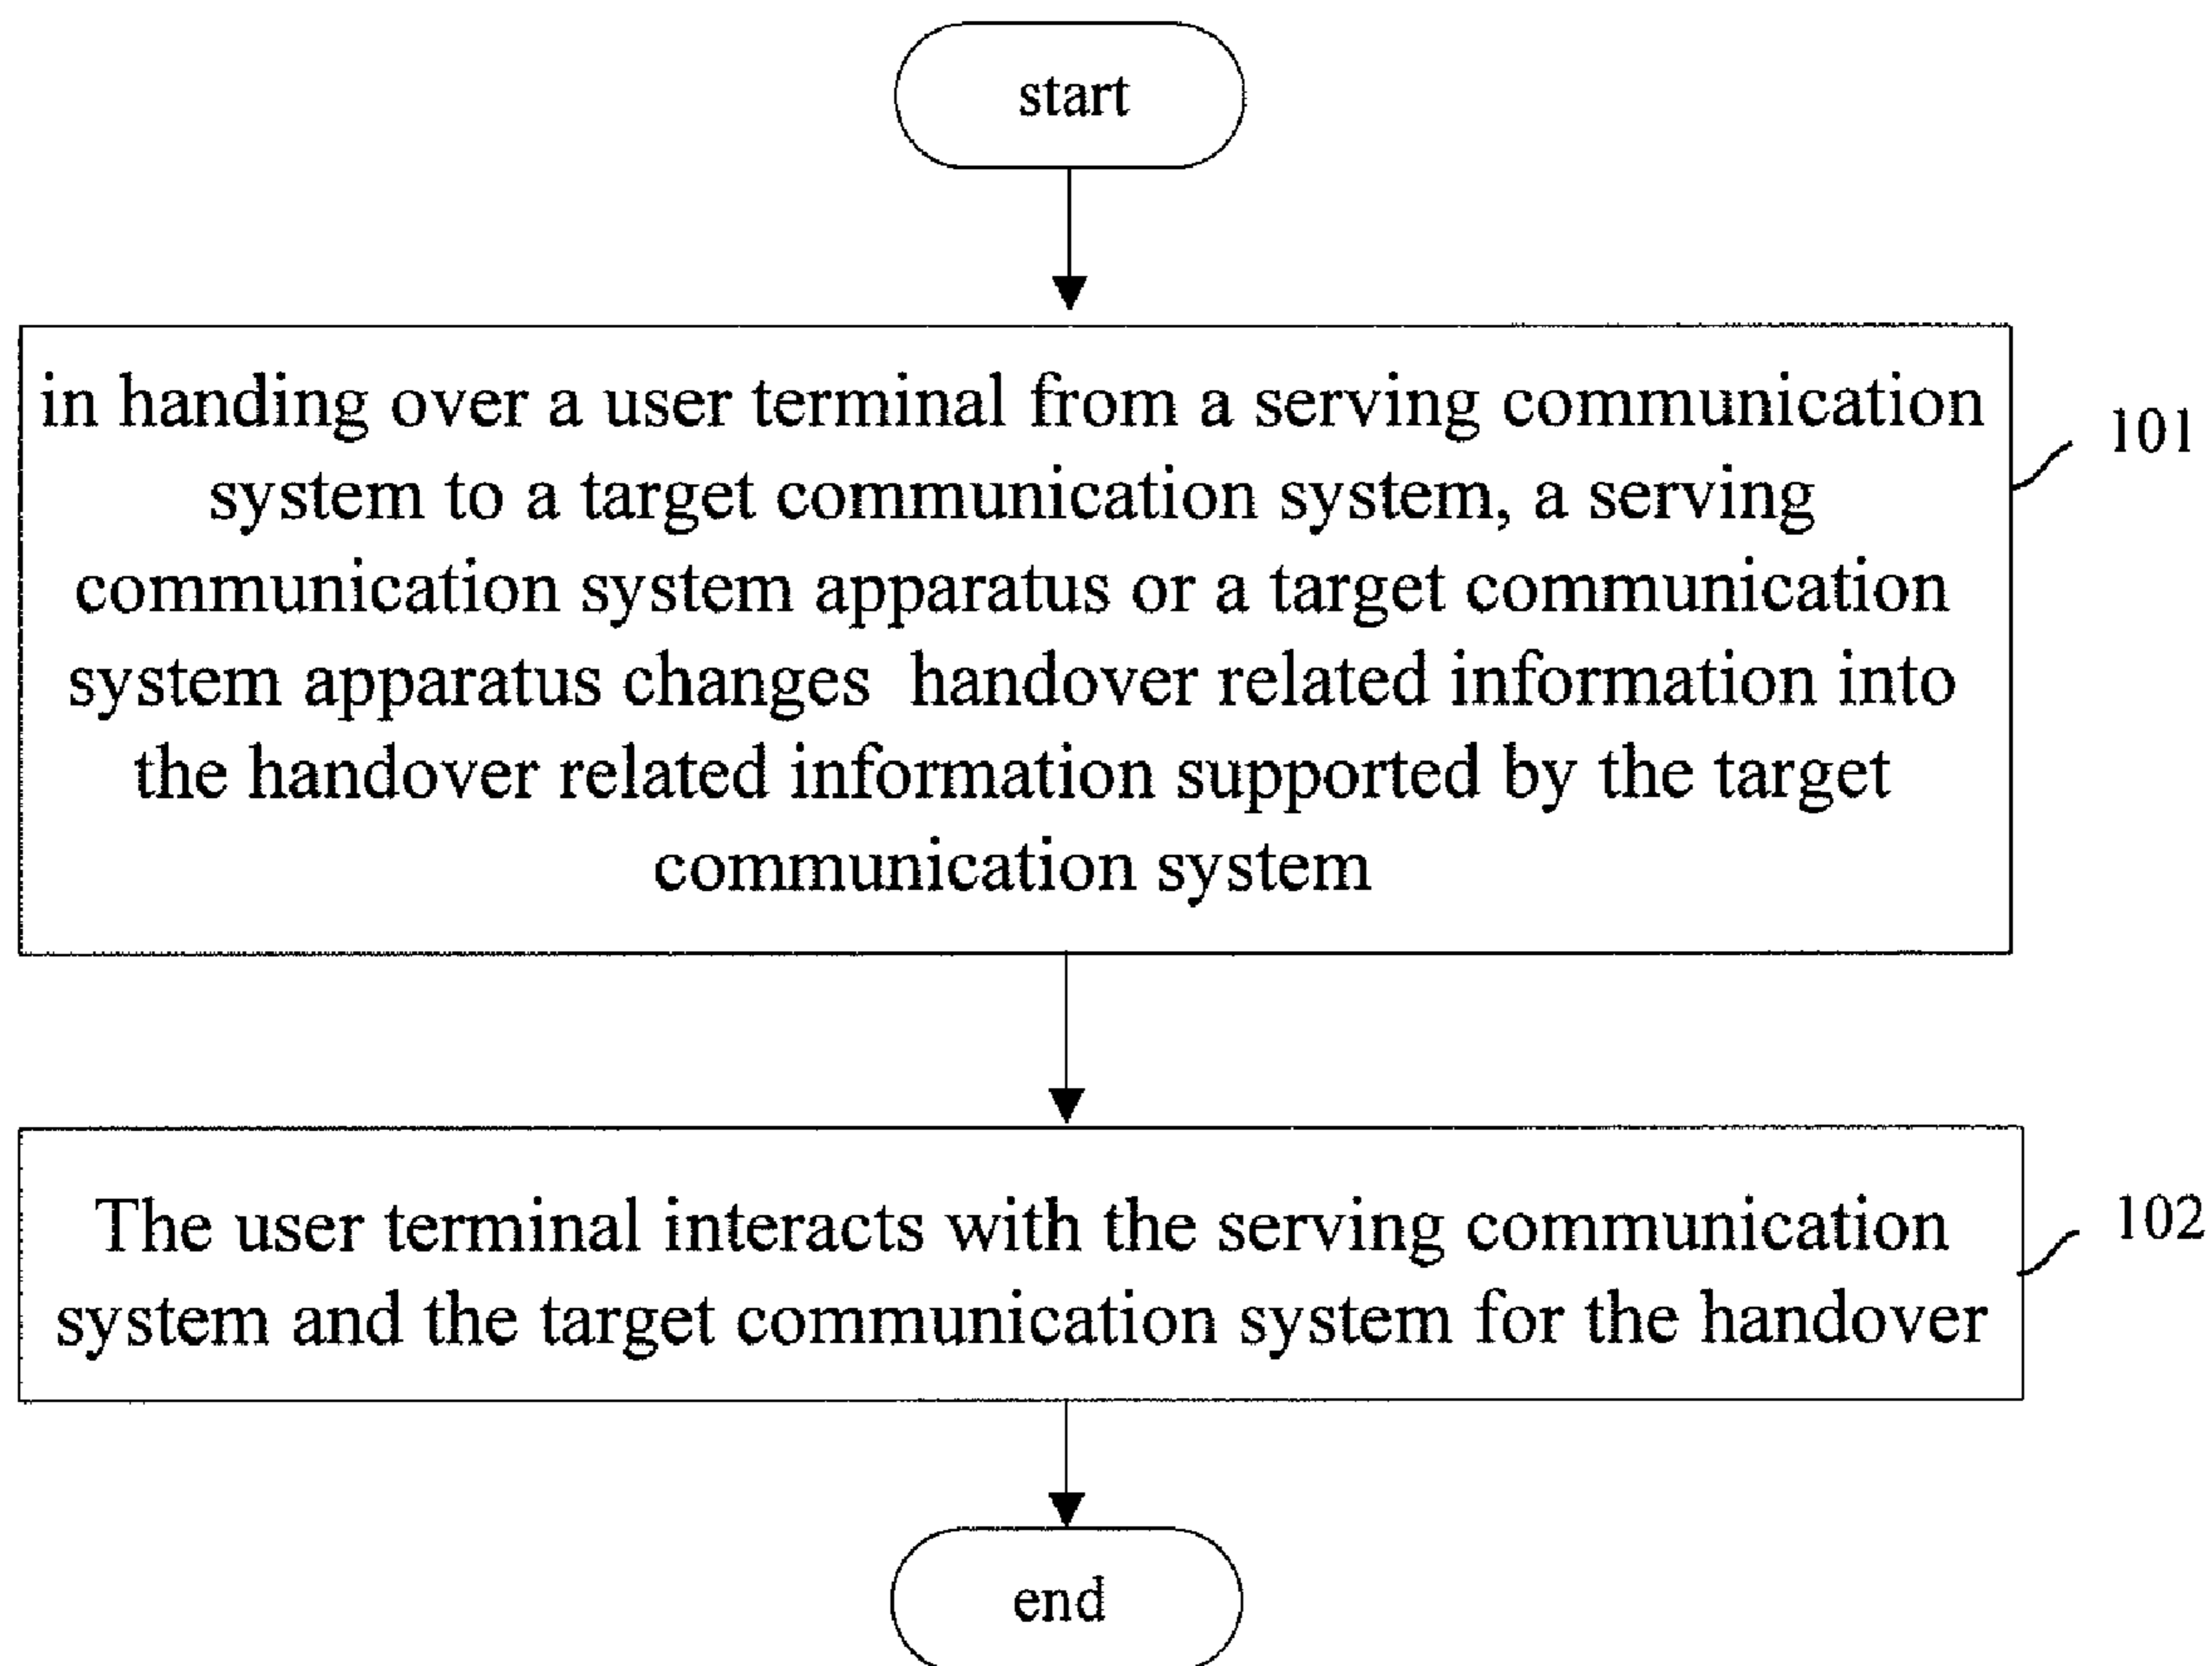 start
in handing over a user terminal from a serving communication
system to a target communication system, a serving
communication system apparatus or a target communication
system apparatus changes handover related information into
the handover related information supported by the target
communication system
101
The user terminal interacts with the serving communication
system and the target communication system for the handover
102
end